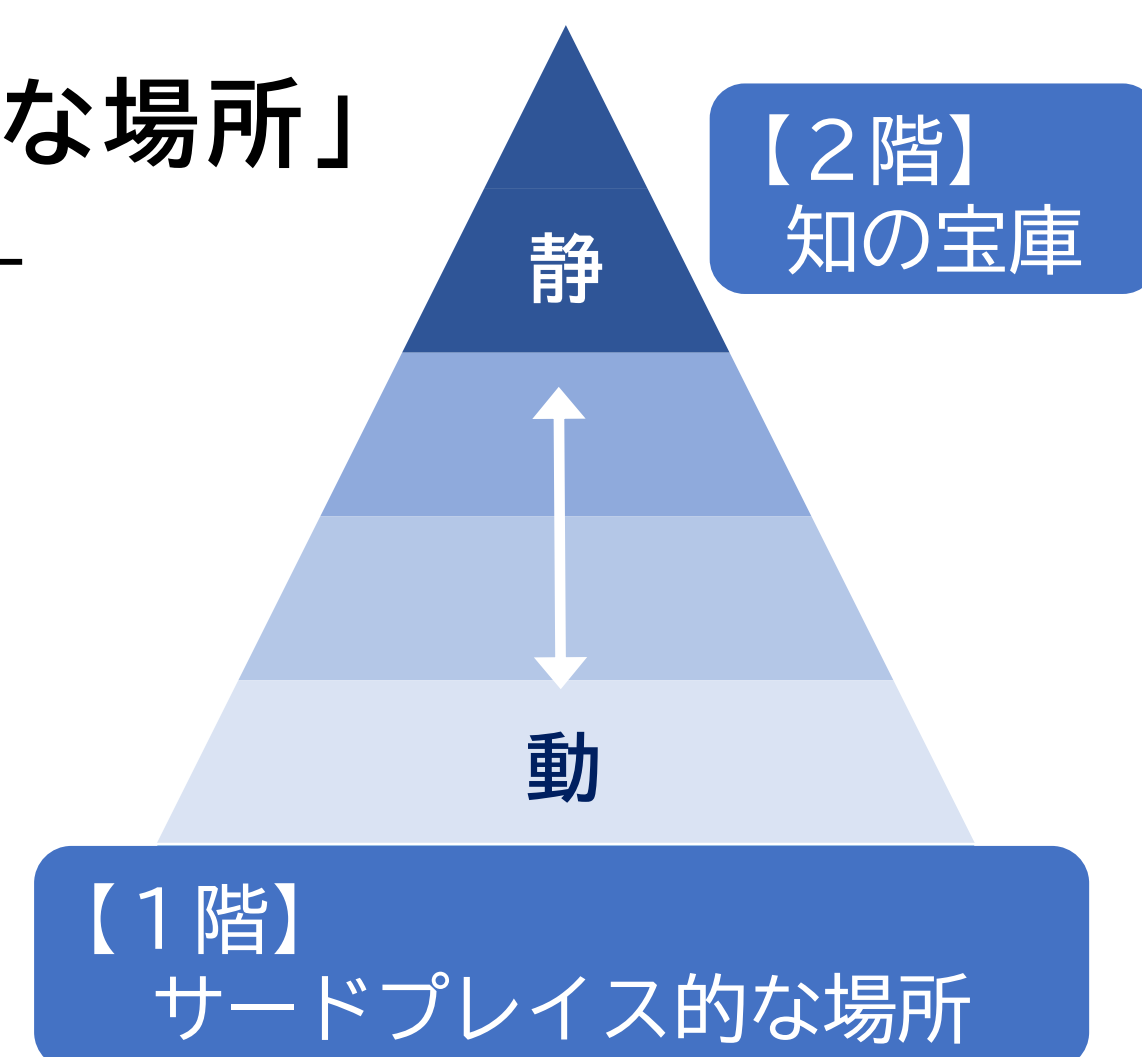 な場所」
【２階】
知の宝庫
静
動
【１階】
サードプレイス的な場所